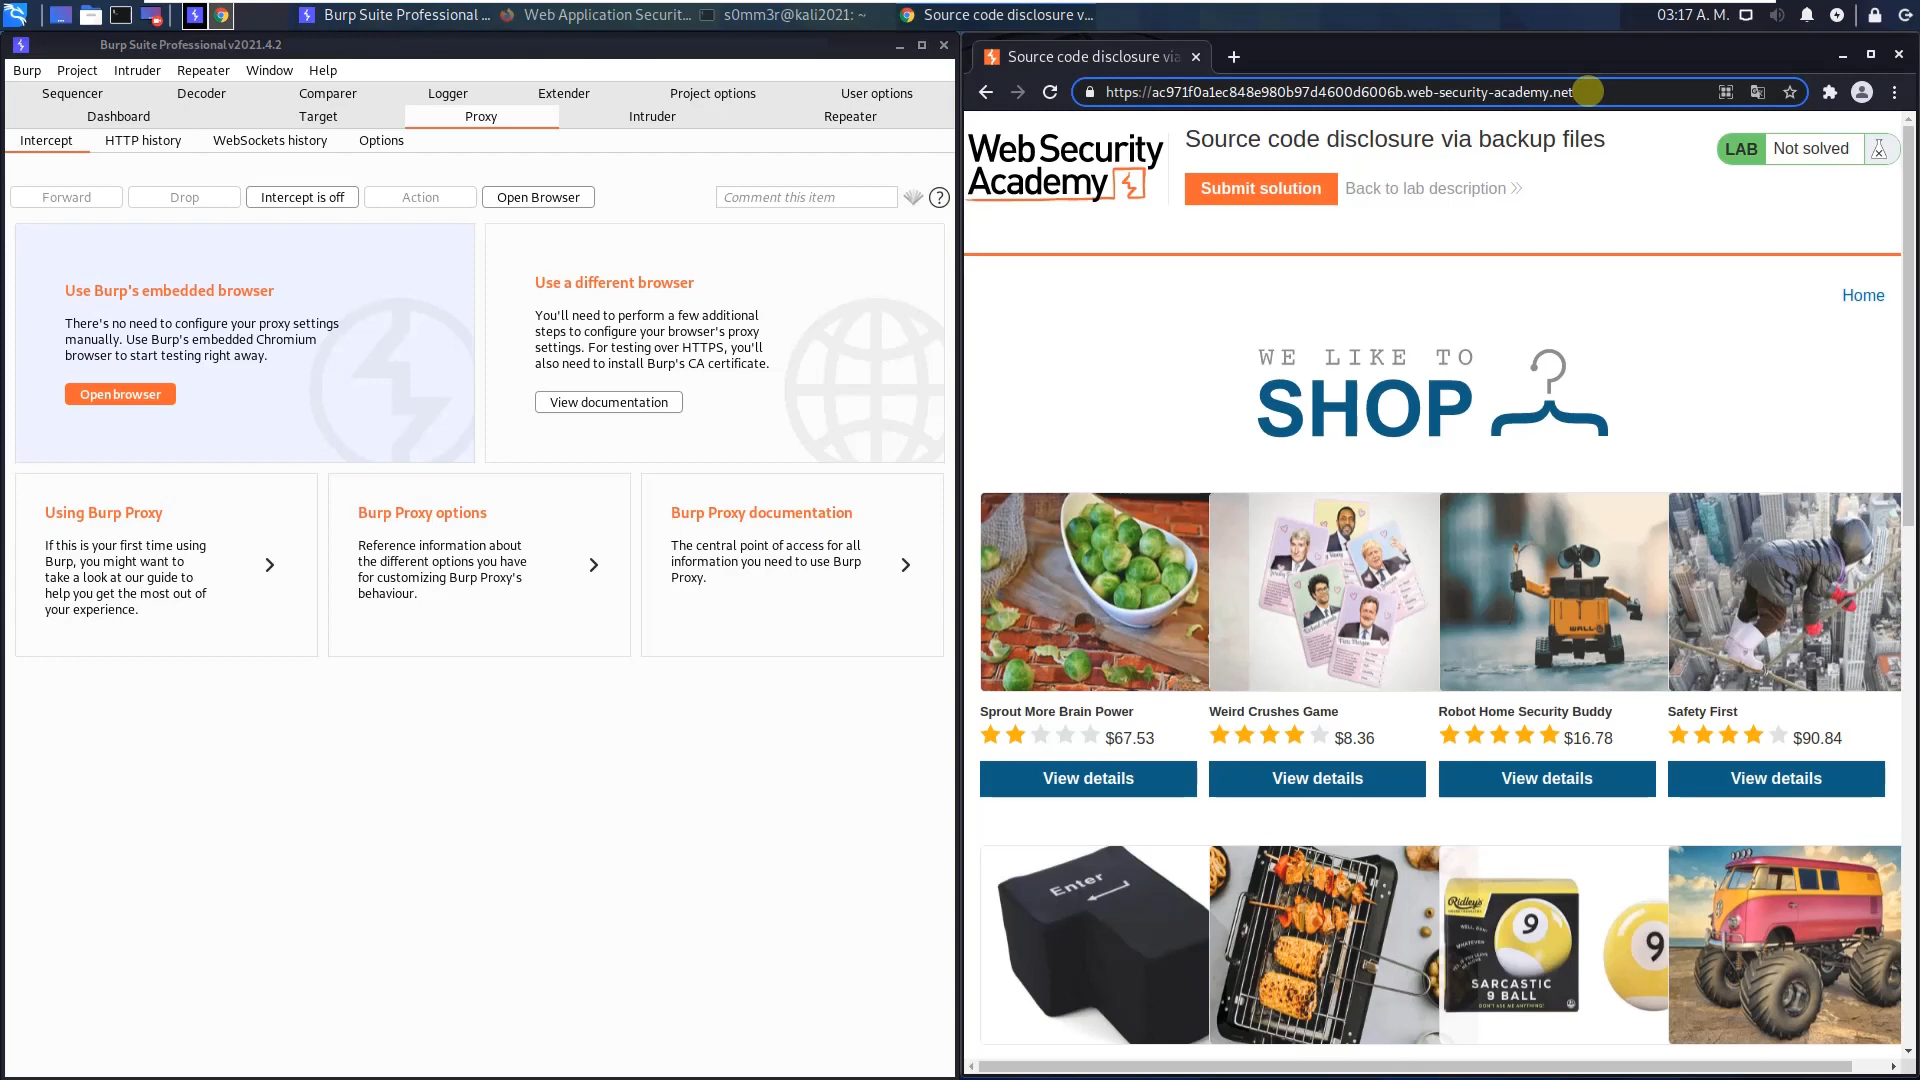 Burp Suite Professional ...
Web Application Securit...
s0mm3r@kali2021: ~
Source code disclosure v...
03:17 A. M.
Burp Suite Professional v2021.4.2
Burp Project Intruder Repeater Window Help
Sequencer Decoder Comparer Logger Extender Project options User options
Dashboard Target Proxy Intruder Repeater
Intercept HTTP history WebSockets history Options
Forward Drop Intercept is off Action Open Browser Comment this item ?
Use Burp's embedded browser
There's no need to configure your proxy settings
manually. Use Burp's embedded Chromium
browser to start testing right away.
Open browser
Use a different browser
You'll need to perform a few additional
steps to configure your browser's proxy
settings. For testing over HTTPS, you'll
also need to install Burp's CA certificate.
View documentation
Using Burp Proxy
If this is your first time using
Burp, you might want to
take a look at our guide to
help you get the most out of
your experience.
Burp Proxy options
Reference information about
the different options you have
for customizing Burp Proxy's
behaviour.
Burp Proxy documentation
The central point of access for all
information you need to use Burp
Proxy.
Source code disclosure via
https://ac971f0a1ec848e980b97d4600d6006b.web-security-academy.net
Web Security
Academy
Source code disclosure via backup files
Submit solution
Back to lab description
LAB Not solved
Home
WE LIKE TO
SHOP
WALL
Sprout More Brain Power
$67.53
View details
Weird Crushes Game
$8.36
View details
Robot Home Security Buddy
$16.78
View details
Safety First
$90.84
View details
Enter
Ridley's
9
SARCASTIC
9 BALL
DON'T ASK ME ANYTHING!
9